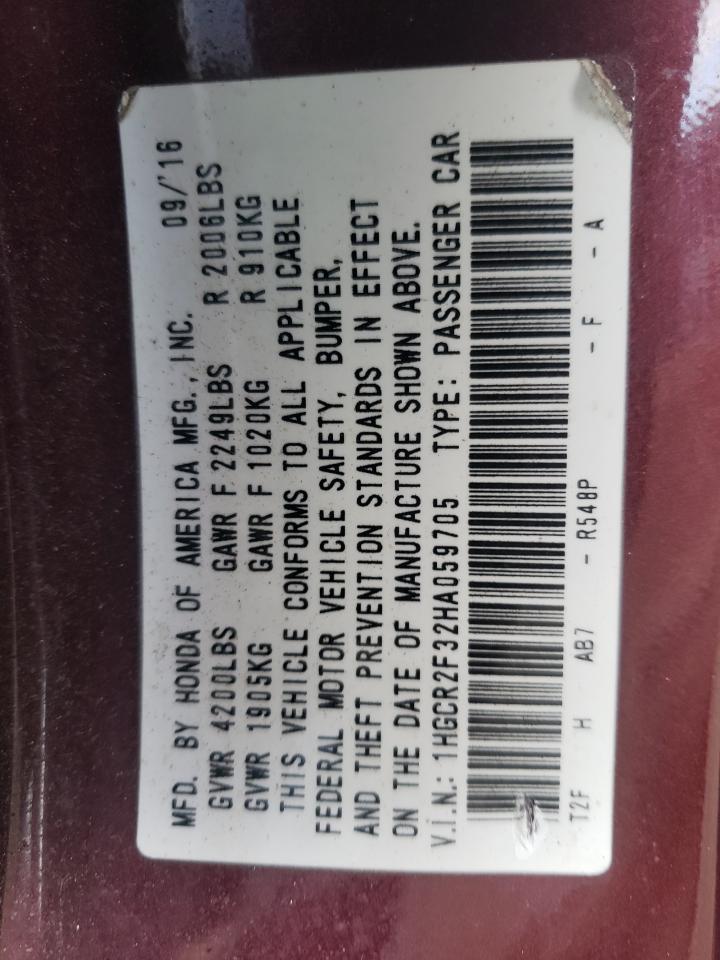 MFD. BY HONDA OF AMERICA MFG., INC. 09/'16
GVWR 4200LBS GAWR F 2249LBS R 2006LBS
GVWR 1905KG GAWR F 1020KG R 910KG
THIS VEHICLE CONFORMS TO ALL APPLICABLE
FEDERAL MOTOR VEHICLE SAFETY, BUMPER,
AND THEFT PREVENTION STANDARDS IN EFFECT
ON THE DATE OF MANUFACTURE SHOWN ABOVE.
V.I.N.: 1HGCR2F32HA059705 TYPE: PASSENGER CAR
T2F H AB7 - R548P - F - A